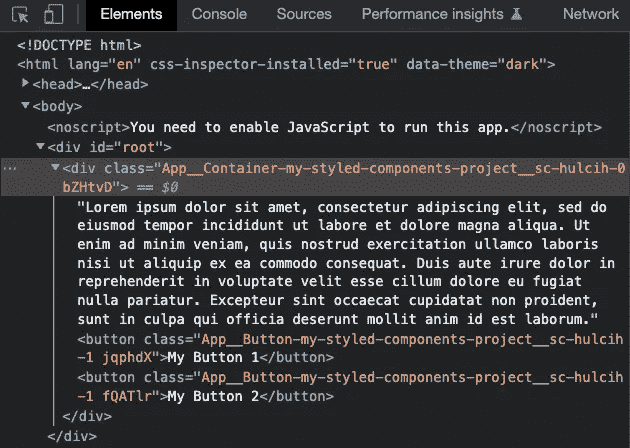 Elements Console Sources Performance insights Network
<!DOCTYPE html>
<html lang="en" css-inspector-installed="true" data-theme="dark">
<head>…</head>
<body>
<noscript>You need to enable JavaScript to run this app.</noscript>
<div id="root">
… <div class="App__Container-my-styled-components-project__sc-hulcih-0
bZHtvD"> == $0
"Lorem ipsum dolor sit amet, consectetur adipiscing elit, sed do
eiusmod tempor incididunt ut labore et dolore magna aliqua. Ut
enim ad minim veniam, quis nostrud exercitation ullamco laboris
nisi ut aliquip ex ea commodo consequat. Duis aute irure dolor in
reprehenderit in voluptate velit esse cillum dolore eu fugiat
nulla pariatur. Excepteur sint occaecat cupidatat non proident,
sunt in culpa qui officia deserunt mollit anim id est laborum."
<button class="App__Button-my-styled-components-project__sc-hulcih
-1 jqphdX">My Button 1</button>
<button class="App__Button-my-styled-components-project__sc-hulcih
-1 fQATlr">My Button 2</button>
</div>
</div>